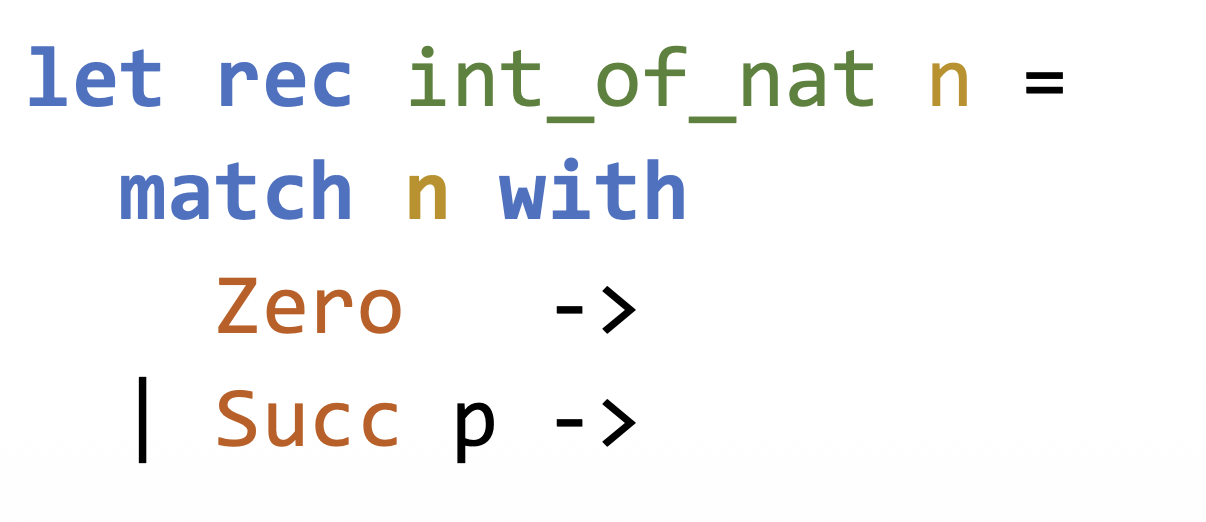 let rec int_of_nat n =
  match n with
    Zero   ->
  | Succ p ->